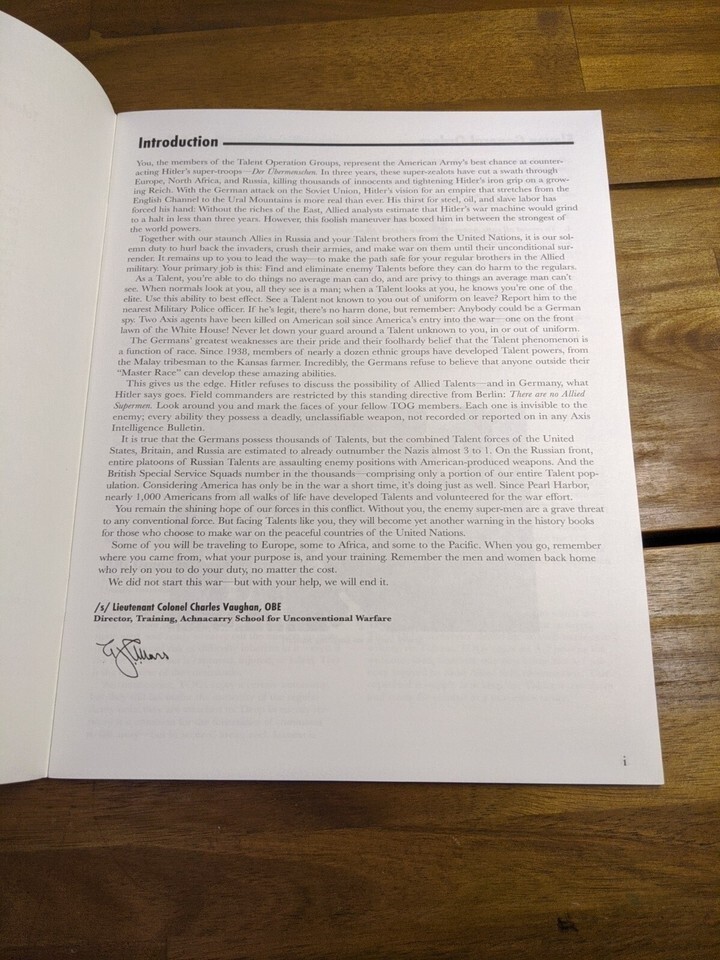 Introduction
You, the members of the Talent Operation Groups, represent the American Army's best chance at counter-
acting Hitler's super-troops—Der Übermenschen. In three years, these super-zealots have cut a swath through
Europe, North Africa, and Russia, killing thousands of innocents and tightening Hitler's iron grip on a grow-
ing Reich. With the German attack on the Soviet Union, Hitler's vision for an empire that stretches from the
English Channel to the Ural Mountains is more real than ever. His thirst for steel, oil, and slave labor has
forced his hand: Without the riches of the East, Allied analysts estimate that Hitler's war machine would grind
to a halt in less than three years. However, this foolish maneuver has boxed him in between the strongest of
the world powers.
Together with our staunch Allies in Russia and your Talent brothers from the United Nations, it is our sol-
emn duty to hurl back the invaders, crush their armies, and make war on them until their unconditional sur-
render. It remains up to you to lead the way—to make the path safe for your regular brothers in the Allied
military. Your primary job is this: Find and eliminate enemy Talents before they can do harm to the regulars.
As a Talent, you're able to do things no average man can do, and are privy to things an average man can't
see. When normals look at you, all they see is a man; when a Talent looks at you, he knows you're one of the
elite. Use this ability to best effect. See a Talent not known to you out of uniform on leave? Report him to the
nearest Military Police officer. If he's legit, there's no harm done, but remember: Anybody could be a German
spy. Two Axis agents have been killed on American soil since America's entry into the war—one on the front
lawn of the White House! Never let down your guard around a Talent unknown to you, in or out of uniform.
The Germans' greatest weaknesses are their pride and their foolhardy belief that the Talent phenomenon is
a function of race. Since 1938, members of nearly a dozen ethnic groups have developed Talent powers, from
the Malay tribesman to the Kansas farmer. Incredibly, the Germans refuse to believe that anyone outside their
"Master Race" can develop these amazing abilities.
This gives us the edge. Hitler refuses to discuss the possibility of Allied Talents—and in Germany, what
Hitler says goes. Field commanders are restricted by this standing directive from Berlin: There are no Allied
Supermen. Look around you and mark the faces of your fellow TOG members. Each one is invisible to the
enemy; every ability they possess a deadly, unclassifiable weapon, not recorded or reported on in any Axis
Intelligence Bulletin.
It is true that the Germans possess thousands of Talents, but the combined Talent forces of the United
States, Britain, and Russia are estimated to already outnumber the Nazis almost 3 to 1. On the Russian front,
entire platoons of Russian Talents are assaulting enemy positions with American-produced weapons. And the
British Special Service Squads number in the thousands—comprising only a portion of our entire Talent pop-
ulation. Considering America has only be in the war a short time, it's doing just as well. Since Pearl Harbor,
nearly 1,000 Americans from all walks of life have developed Talents and volunteered for the war effort.
You remain the shining hope of our forces in this conflict. Without you, the enemy super-men are a grave threat
to any conventional force. But facing Talents like you, they will become yet another warning in the history books
for those who choose to make war on the peaceful countries of the United Nations.
Some of you will be traveling to Europe, some to Africa, and some to the Pacific. When you go, remember
where you came from, what your purpose is, and your training. Remember the men and women back home
who rely on you to do your duty, no matter the cost.
We did not start this war—but with your help, we will end it.
/s/ Lieutenant Colonel Charles Vaughan, OBE
Director, Training, Achnacarry School for Unconventional Warfare
i